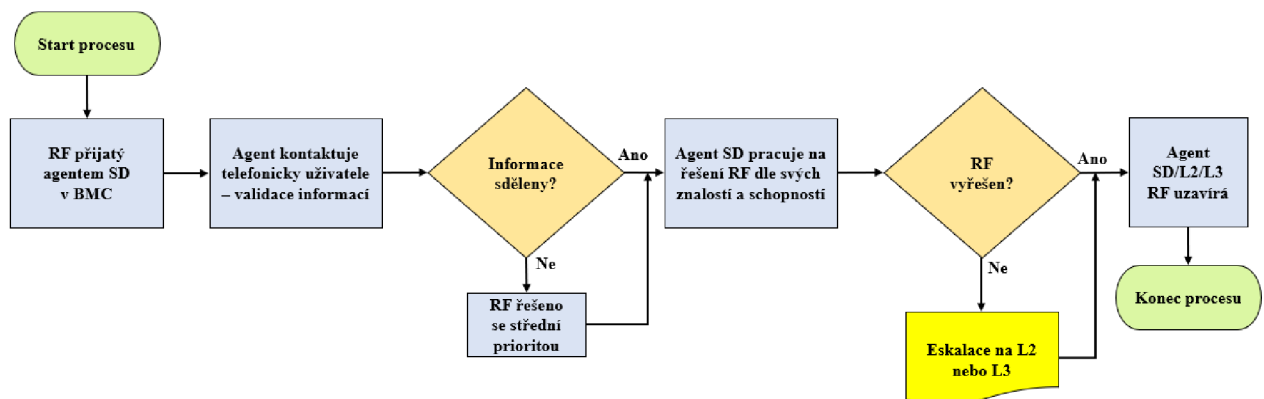 Start procesu
RF přijatý
agentem SD
v BMC
Agent kontaktuje
telefonicky uživatele
– validace informací
Informace
sděleny?
Ano
Ne
RF řešeno
se střední
prioritou
Agent SD pracuje na
řešení RF dle svých
znalostí a schopností
RF
vyřešen?
Ano
Ne
Eskalace na L2
nebo L3
Agent
SD/L2/L3
RF uzavírá
Konec procesu